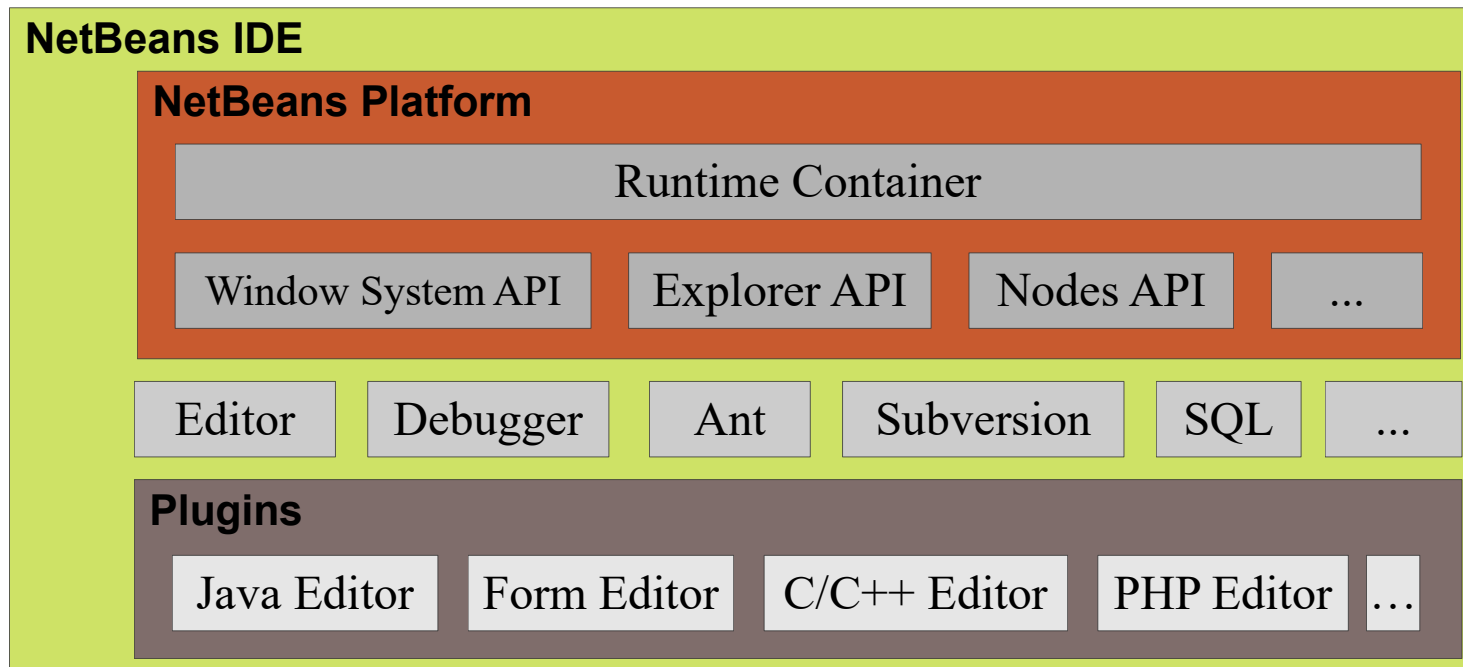 NetBeans IDE
NetBeans Platform
Runtime Container
Window System API
Explorer API
Nodes API
...
Editor
Debugger
Ant
Subversion
SQL
...
Plugins
Java Editor
Form Editor
C/C++ Editor
PHP Editor
...